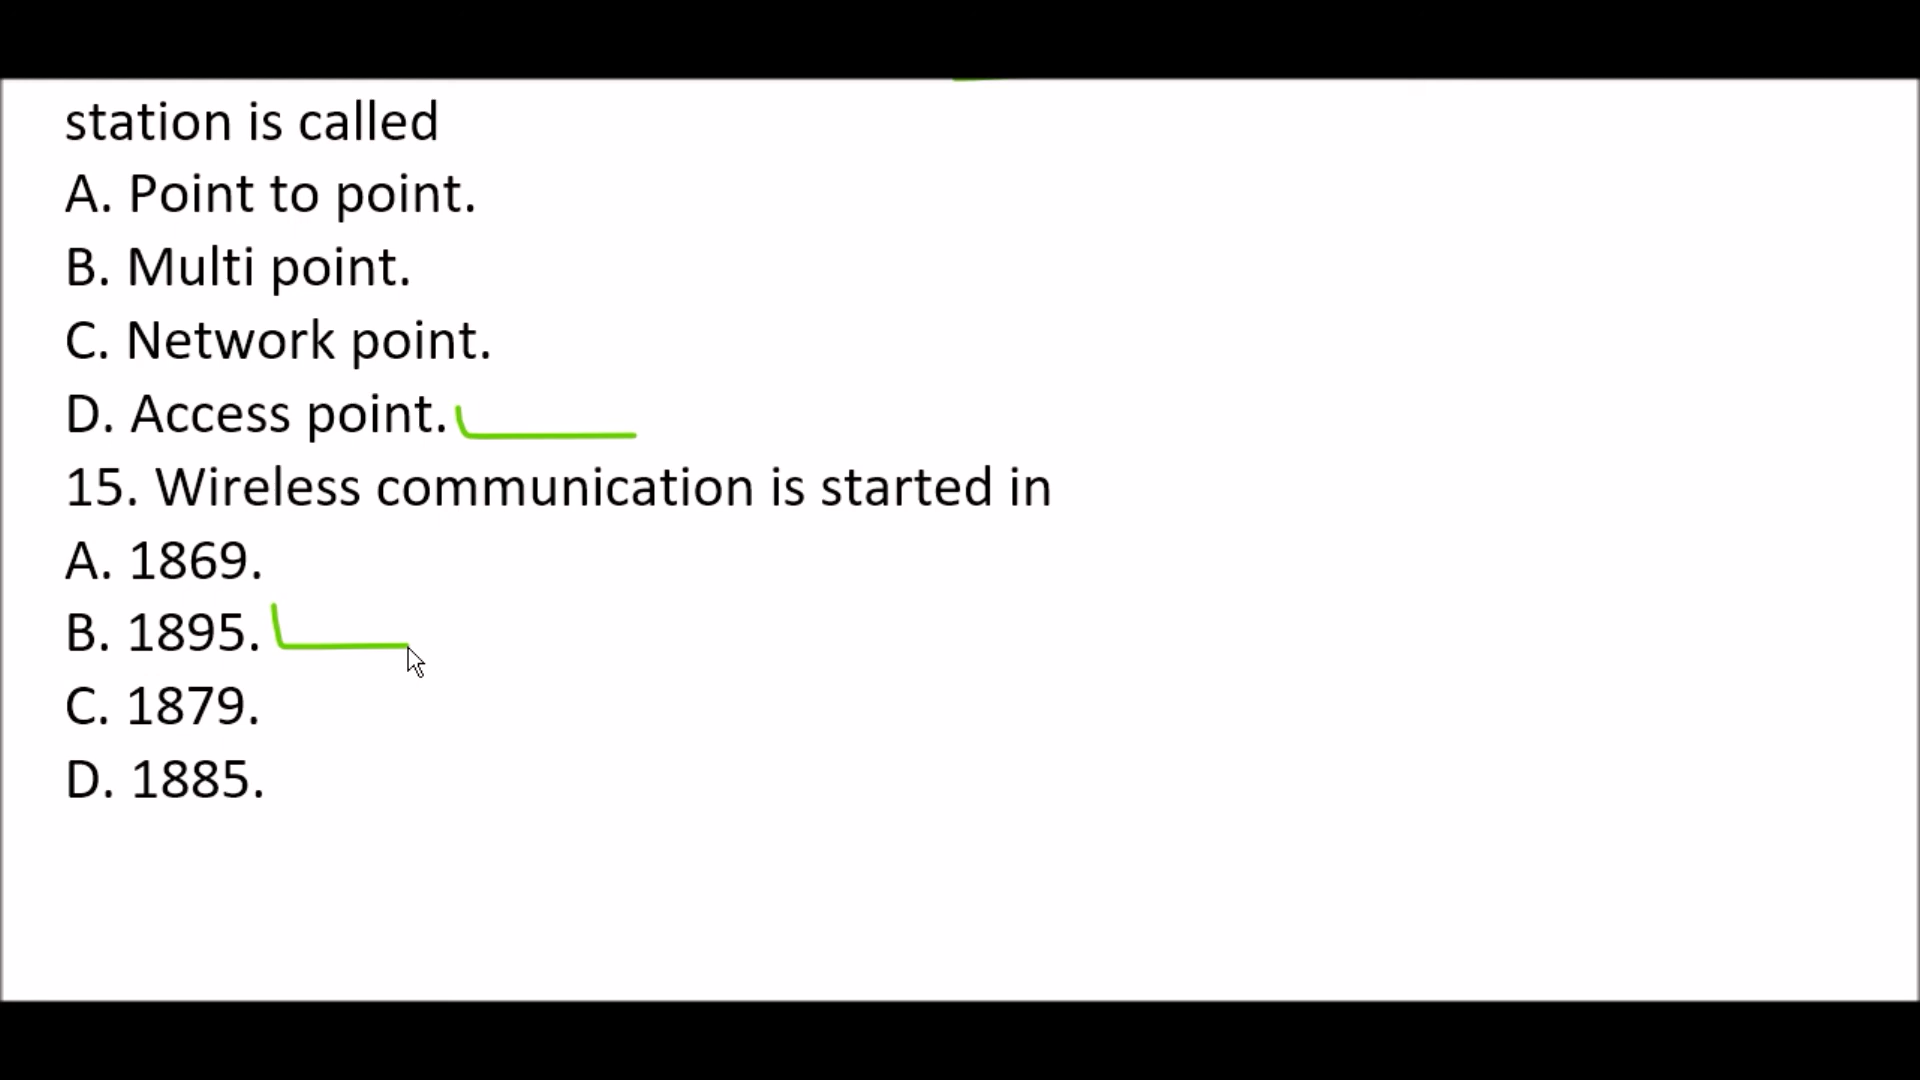 station is called
A. Point to point.
B. Multi point.
C. Network point.
D. Access point.
15. Wireless communication is started in
A. 1869.
B. 1895.
C. 1879.
D. 1885.